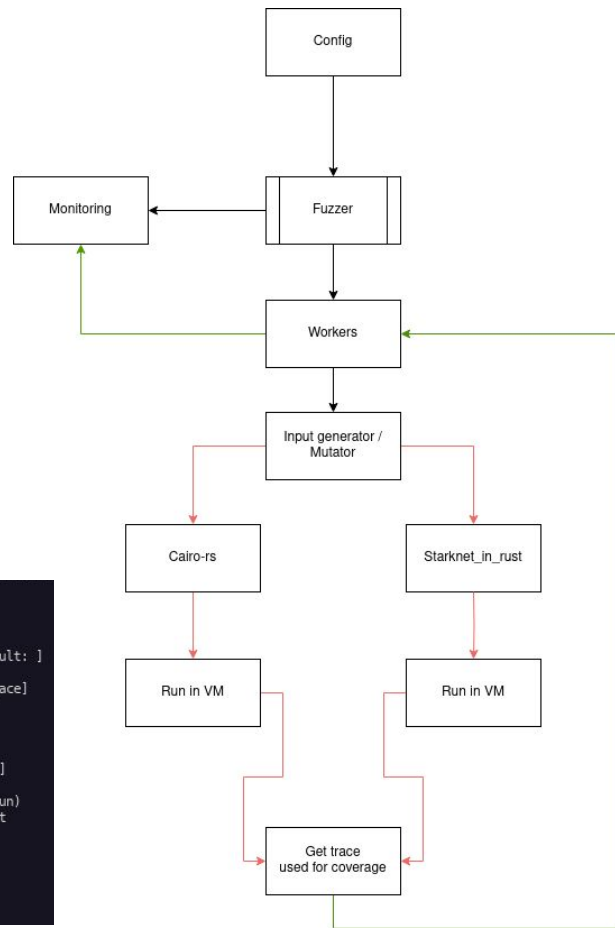 Config
Monitoring
Fuzzer
Workers
Input generator /
Mutator
Cairo-rs
Starknet_in_rust
Run in VM
Run in VM
Get trace
used for coverage
ult: ]
ace]
]
un)
t